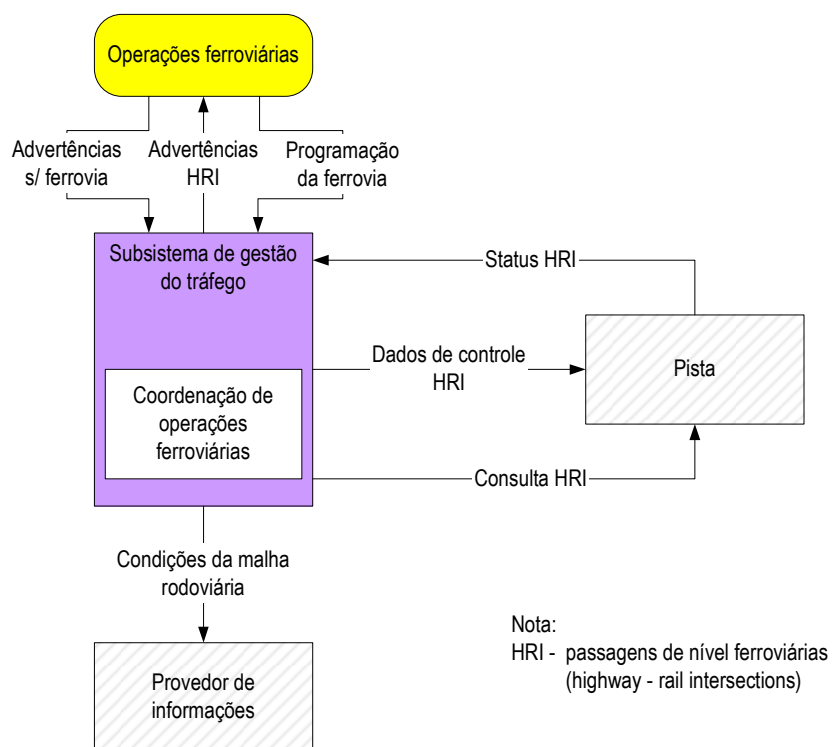 Operações ferroviárias
Advertências
s/ ferrovia
Advertências
HRI
Programação
da ferrovia
Subsistema de gestão
do tráfego
Status HRI
Dados de controle
HRI
Pista
Coordenação de
operações
ferroviárias
Consulta HRI
Condições da malha
rodoviária
Nota:
HRI - passagens de nível ferroviárias
(highway - rail intersections)
Provedor de
informações